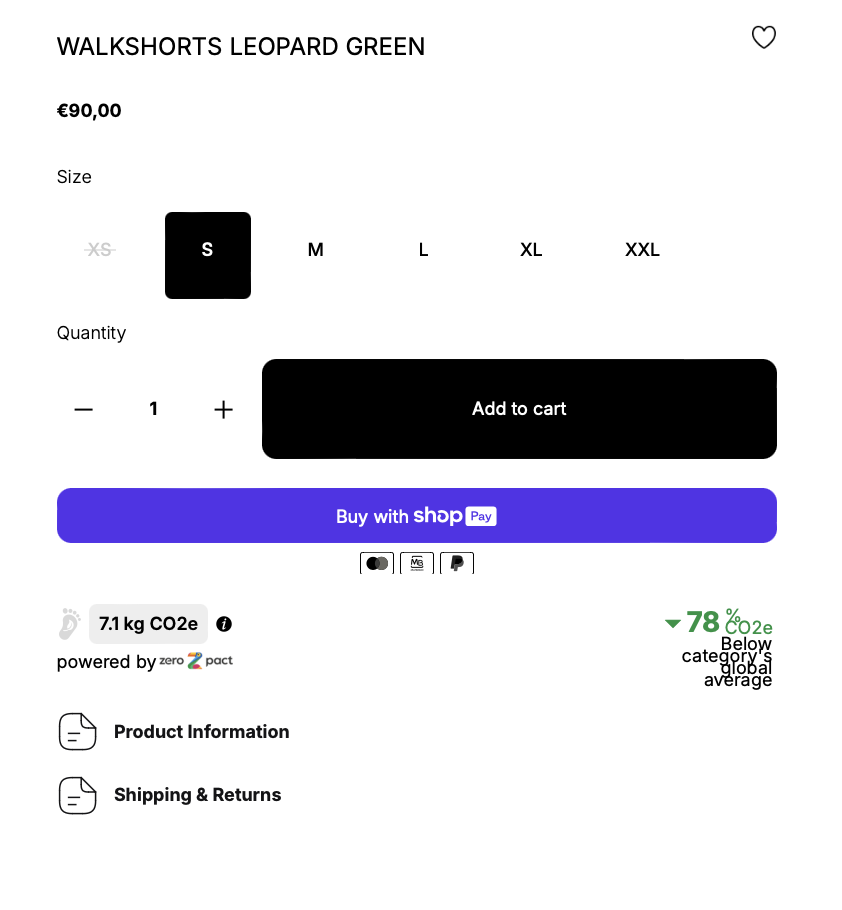 WALKSHORTS LEOPARD GREEN
€90,00
Size
XS S M L XL XXL
Quantity
1
Add to cart
Buy with shop Pay
7.1 kg CO2e
powered by zero pact
78 % CO2e
Below
category's
global
average
Product Information
Shipping & Returns